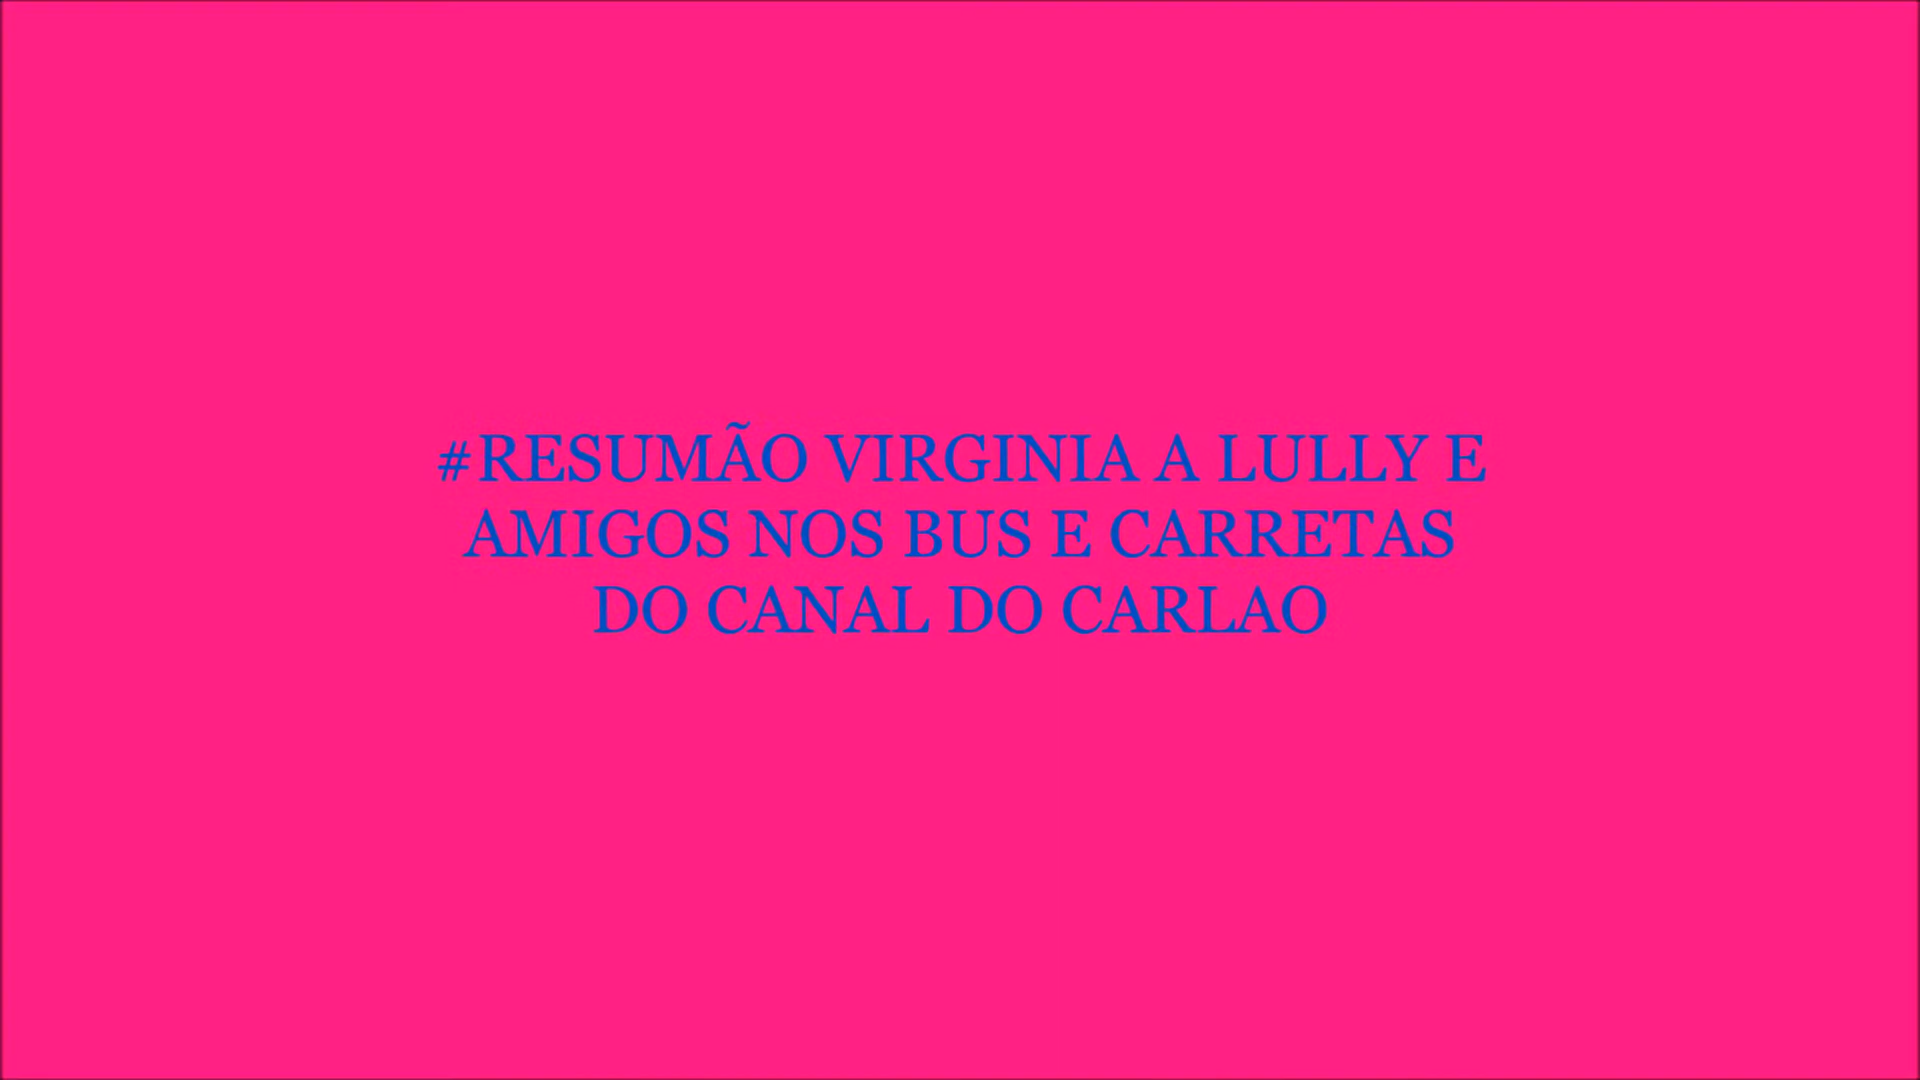 #RESUMÃO VIRGINIA A LULLY E
AMIGOS NOS BUS E CARRETAS
DO CANAL DO CARLAO